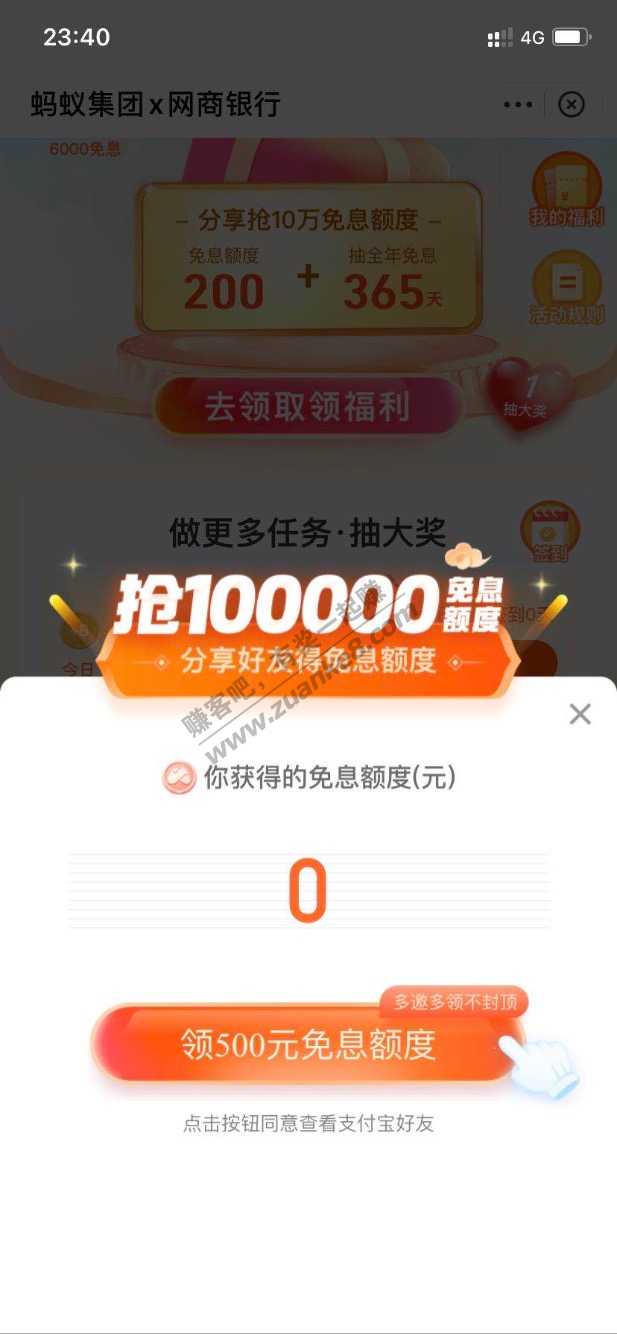 23:40
4G
蚂蚁集团x网商银行
6000免息
分享抢10万免息额度
免息额度
抽全年免息
200
+
365天
我的福利
活动规则
去领取领福利
1
抽大奖
做更多任务·抽大奖
签到
抢100000免息额度
签到0
今日
分享好友得免息额度
赚客吧,有奖一起赚
www.zuanke8.com
你获得的免息额度(元)
0
多邀多领不封顶
领500元免息额度
点击按钮同意查看支付宝好友